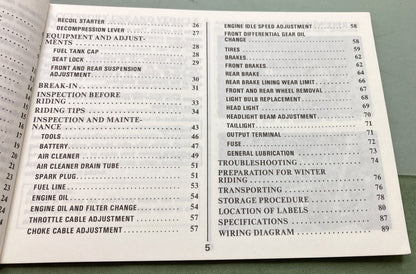 RECOIL STARTER 26
DECOMPRESSION LEVER 27
EQUIPMENT AND ADJUST-
MENTS 28
FUEL TANK CAP 28
SEAT LOCK 29
FRONT AND REAR SUSPENSION
ADJUSTMENT 30
BREAK-IN 31
INSPECTION BEFORE
RIDING 33
RIDING TIPS 34
INSPECTION AND MAINTE-
NANCE 43
TOOLS 46
BATTERY 47
AIR CLEANER 49
AIR CLEANER DRAIN TUBE 51
SPARK PLUG 51
FUEL LINE 53
ENGINE OIL 54
ENGINE OIL AND FILTER CHANGE 54
THROTTLE CABLE ADJUSTMENT 57
CHOKE CABLE ADJUSTMENT 57
ENGINE IDLE SPEED ADJUSTMENT 58
FRONT DIFFERENTIAL GEAR OIL
CHANGE 58
TIRES 59
BRAKES 62
FRONT BRAKES 62
REAR BRAKE 64
REAR BRAKE LINING WEAR LIMIT 66
FRONT AND REAR WHEEL REMOVAL 67
LIGHT BULB REPLACEMENT 68
HEAD LIGHT 69
HEADLIGHT BEAM ADJUSTMENT 70
TAILLIGHT 71
OUTPUT TERMINAL 71
FUSE 72
GENERAL LUBRICATION 73
TROUBLESHOOTING 74
PREPARATION FOR WINTER
RIDING 76
TRANSPORTING 76
STORAGE PROCEDURE 78
LOCATION OF LABELS 80
SPECIFICATIONS 87
WIRING DIAGRAM 89
5